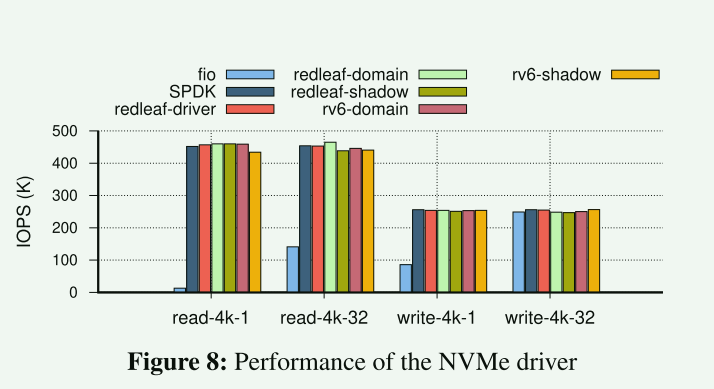 fio redleaf-domain rv6-shadow
SPDK redleaf-shadow
redleaf-driver rv6-domain
500
400
300
200
100
0
IOPS (K)
read-4k-1 read-4k-32 write-4k-1 write-4k-32
Figure 8: Performance of the NVMe driver